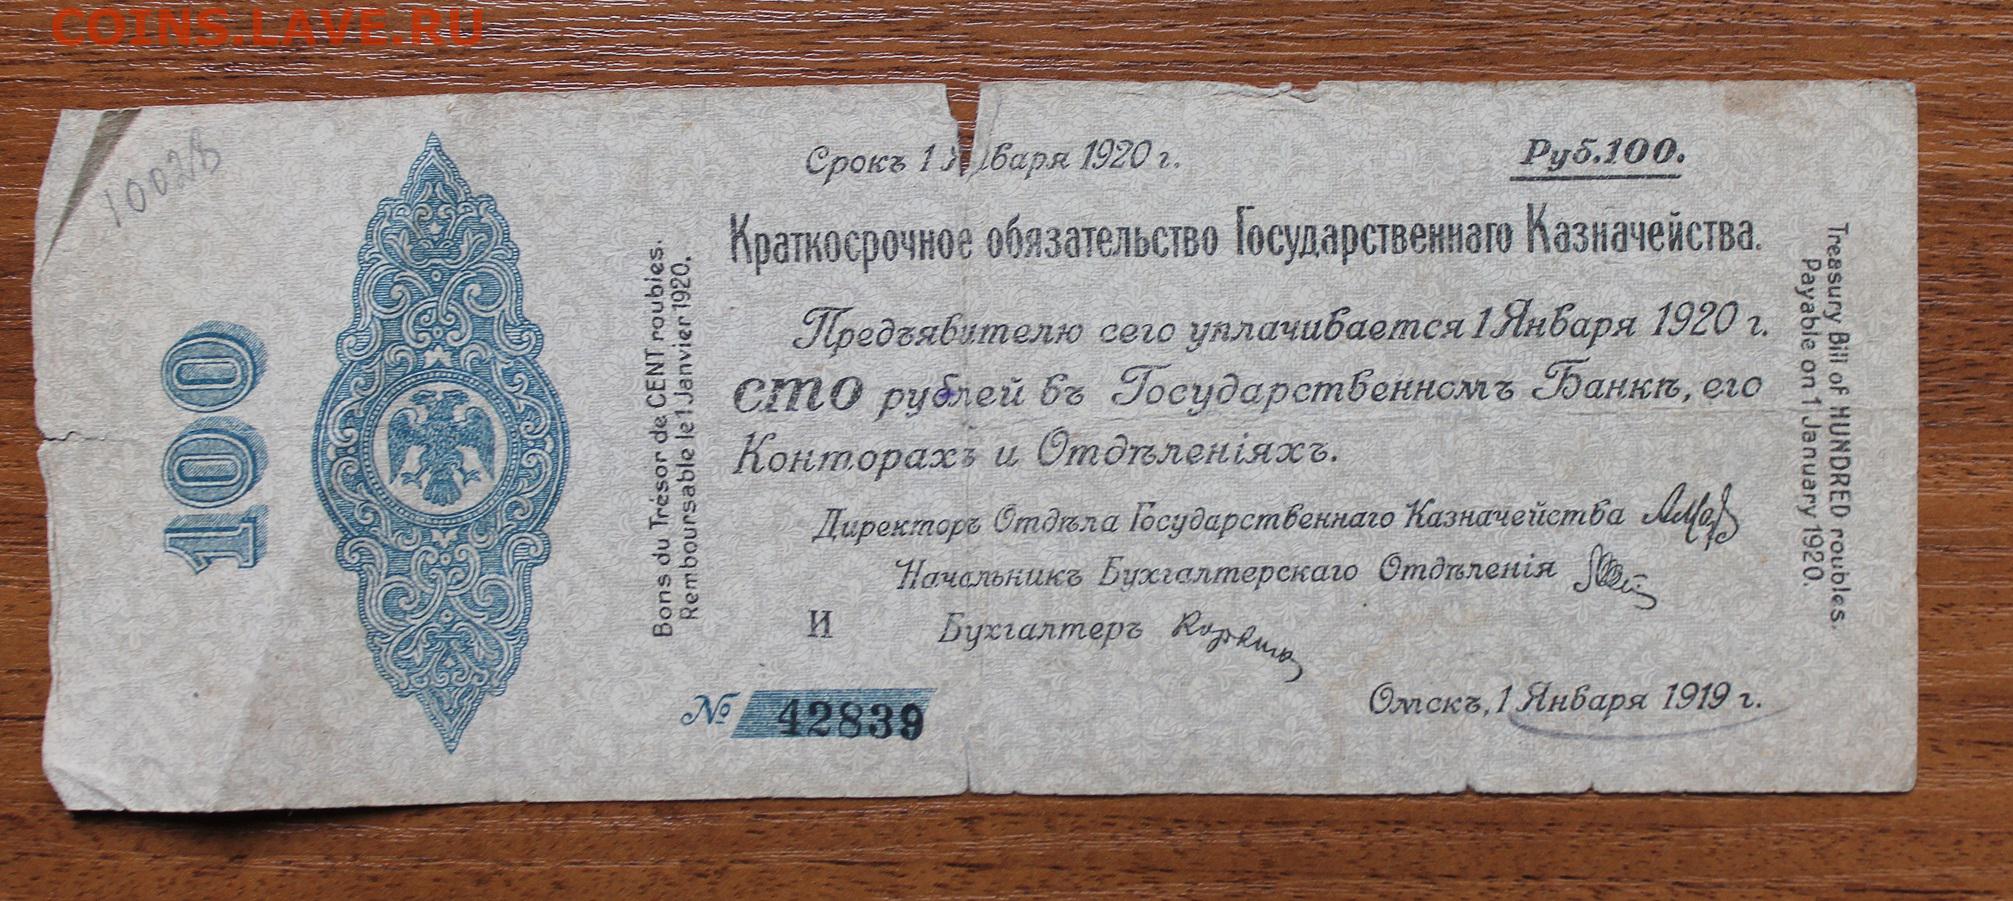 COINS.LAVE.RU
10028
100
Bons du Trésor de CENT roubles.
Remboursable le 1 Janvier 1920.
Срокъ 1 Января 1920 г.
Руб. 100.
Краткосрочное обязательство Государственнаго Казначейства.
Предъявителю сего уплачивается 1 Января 1920 г.
сто рублей въ Государственномъ Банкѣ, его
Конторахъ и Отдѣленіяхъ.
Директоръ Отдѣла Государственнаго Казначейства
Начальникъ Бухгалтерскаго Отдѣленія
И Бухгалтеръ
№ 42839
Омскъ, 1 Января 1919 г.
Treasury Bill of HUNDRED roubles.
Payable on 1 January 1920.